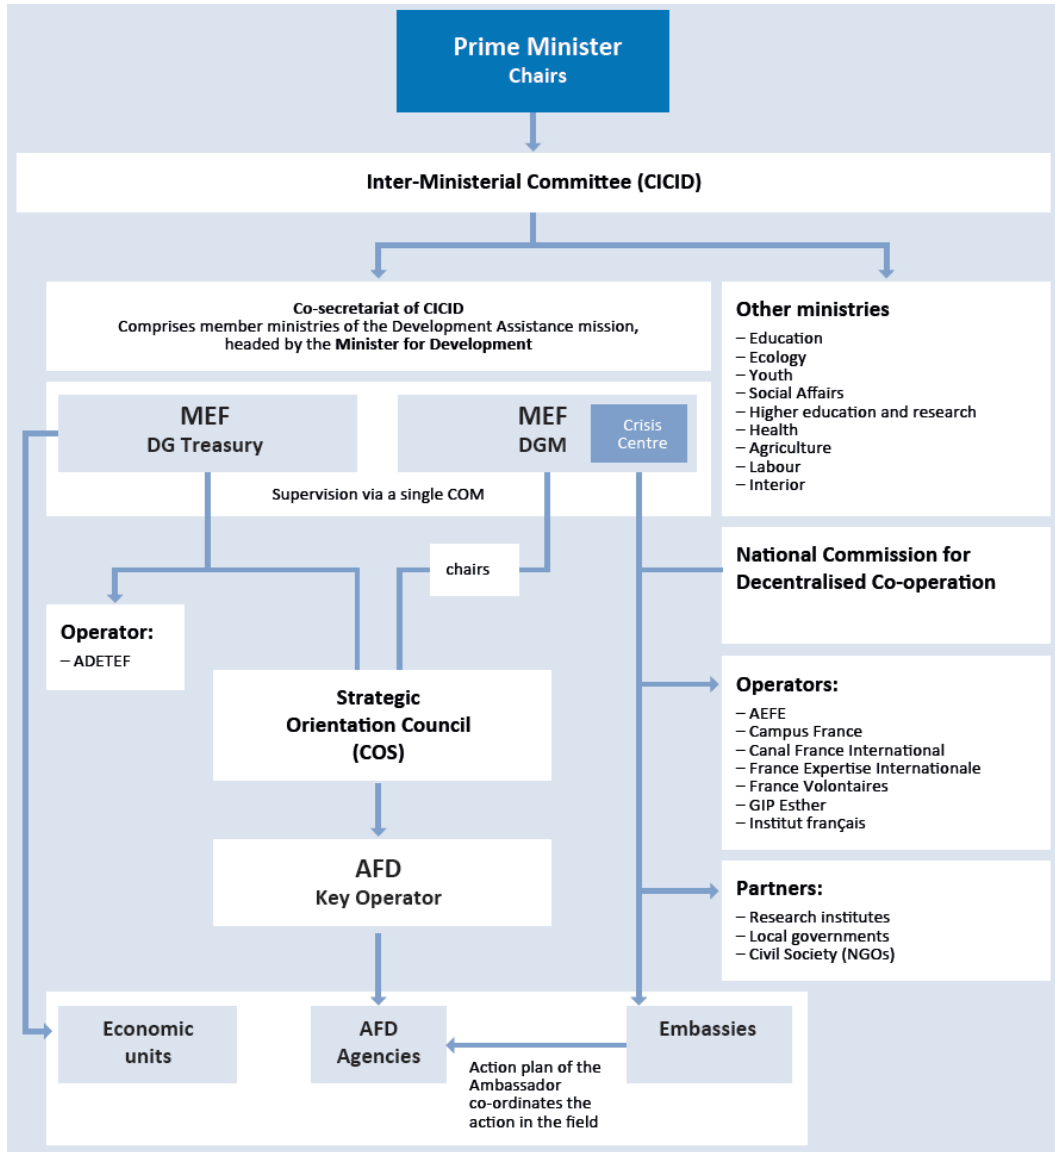 Prime Minister
Chairs
Inter-Ministerial Committee (CICID)
Co-secretariat of CICID
Comprises member ministries of the Development Assistance mission,
headed by the Minister for Development
Other ministries
– Education
– Ecology
– Youth
– Social Affairs
– Higher education and research
– Health
– Agriculture
– Labour
– Interior
MEF
DG Treasury
MEF
DGM
Crisis
Centre
Supervision via a single COM
chairs
National Commission for
Decentralised Co-operation
Operator:
– ADETEF
Strategic
Orientation Council
(COS)
Operators:
– AEFE
– Campus France
– Canal France International
– France Expertise Internationale
– France Volontaires
– GIP Esther
– Institut français
AFD
Key Operator
Partners:
– Research institutes
– Local governments
– Civil Society (NGOs)
Economic
units
AFD
Agencies
Embassies
Action plan of the
Ambassador
co-ordinates the
action in the field